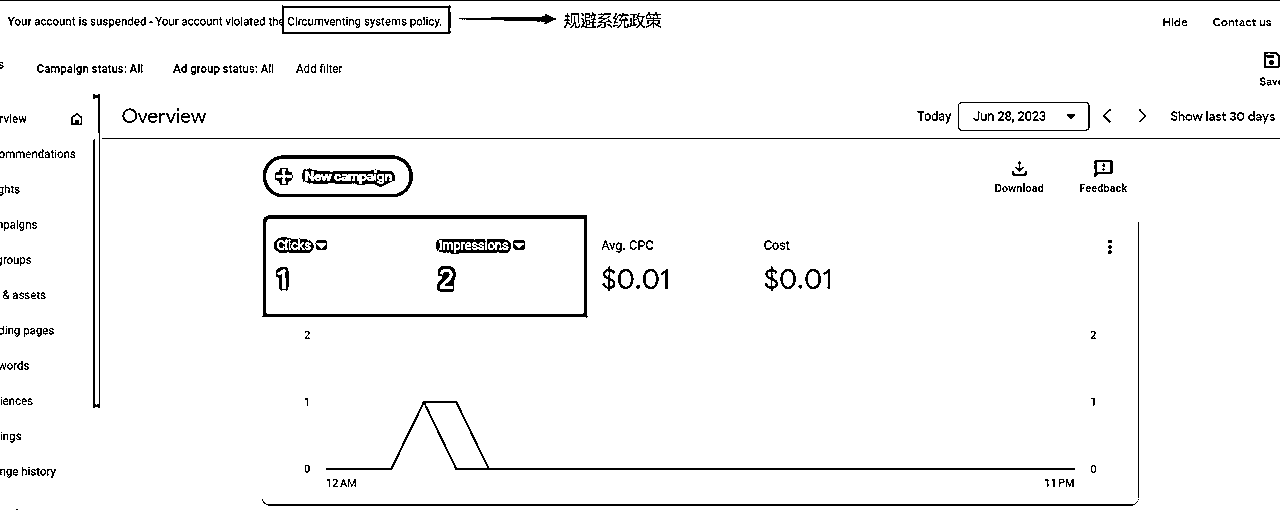 Your account is suspended - Your account violated the Circumventing systems policy. 规避系统政策 Hide Contact us
s Campaign status: All Ad group status: All Add filter
Save
rview Overview Today Jun 28, 2023 Show last 30 days
ommendations
New campaign
Download Feedback
ghts
npaigns
groups
Clicks Impressions Avg. CPC Cost
1 2 $0.01 $0.01
& assets
ding pages
2 2
words
iences
1 1
ings
nge history
0 0
12 AM 11 PM